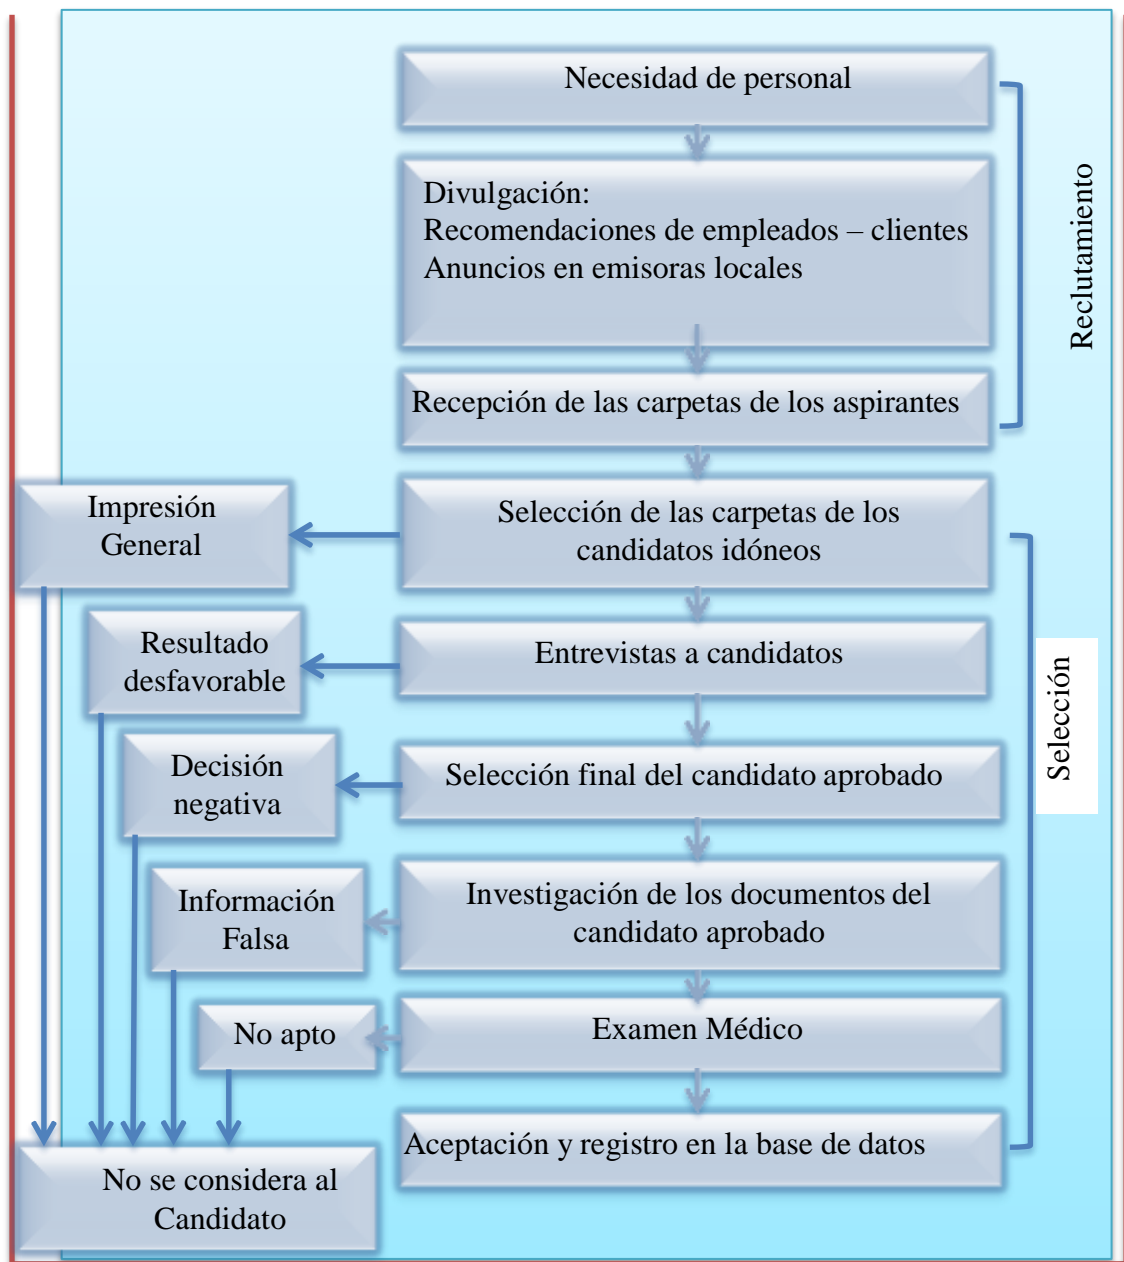 Necesidad de personal
Divulgación:
Recomendaciones de empleados – clientes
Anuncios en emisoras locales
Reclutamiento
Recepción de las carpetas de los aspirantes
Impresión
General
Selección de las carpetas de los
candidatos idóneos
Resultado
desfavorable
Entrevistas a candidatos
Selección
Decisión
negativa
Selección final del candidato aprobado
Información
Falsa
Investigación de los documentos del
candidato aprobado
No apto
Examen Médico
Aceptación y registro en la base de datos
No se considera al
Candidato